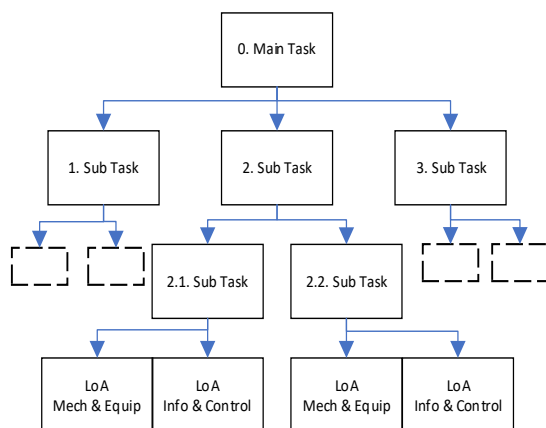 0. Main Task
1. Sub Task
2. Sub Task
3. Sub Task
2.1. Sub Task
2.2. Sub Task
LoA
Mech & Equip
LoA
Info & Control
LoA
Mech & Equip
LoA
Info & Control